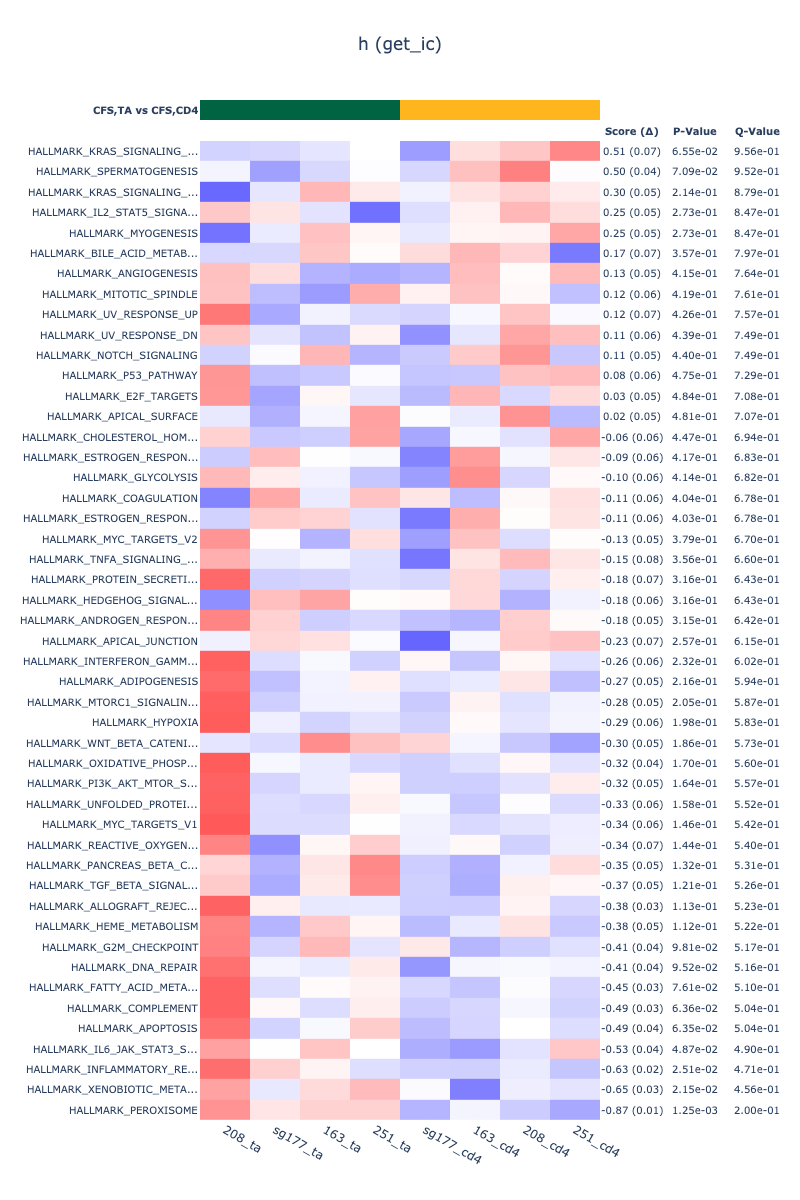 h (get_ic)
CFS,TA vs CFS,CD4
Score (Δ) P-Value Q-Value
HALLMARK_KRAS_SIGNALING_... 0.51 (0.07) 6.55e-02 9.56e-01
HALLMARK_SPERMATOGENESIS 0.50 (0.04) 7.09e-02 9.52e-01
HALLMARK_KRAS_SIGNALING_... 0.30 (0.05) 2.14e-01 8.79e-01
HALLMARK_IL2_STAT5_SIGNA... 0.25 (0.05) 2.73e-01 8.47e-01
HALLMARK_MYOGENESIS 0.25 (0.05) 2.73e-01 8.47e-01
HALLMARK_BILE_ACID_METAB... 0.17 (0.07) 3.57e-01 7.97e-01
HALLMARK_ANGIOGENESIS 0.13 (0.05) 4.15e-01 7.64e-01
HALLMARK_MITOTIC_SPINDLE 0.12 (0.06) 4.19e-01 7.61e-01
HALLMARK_UV_RESPONSE_UP 0.12 (0.07) 4.26e-01 7.57e-01
HALLMARK_UV_RESPONSE_DN 0.11 (0.06) 4.39e-01 7.49e-01
HALLMARK_NOTCH_SIGNALING 0.11 (0.05) 4.40e-01 7.49e-01
HALLMARK_P53_PATHWAY 0.08 (0.06) 4.75e-01 7.29e-01
HALLMARK_E2F_TARGETS 0.03 (0.05) 4.84e-01 7.08e-01
HALLMARK_APICAL_SURFACE 0.02 (0.05) 4.81e-01 7.07e-01
HALLMARK_CHOLESTEROL_HOM... -0.06 (0.06) 4.47e-01 6.94e-01
HALLMARK_ESTROGEN_RESPON... -0.09 (0.06) 4.17e-01 6.83e-01
HALLMARK_GLYCOLYSIS -0.10 (0.06) 4.14e-01 6.82e-01
HALLMARK_COAGULATION -0.11 (0.06) 4.04e-01 6.78e-01
HALLMARK_ESTROGEN_RESPON... -0.11 (0.06) 4.03e-01 6.78e-01
HALLMARK_MYC_TARGETS_V2 -0.13 (0.05) 3.79e-01 6.70e-01
HALLMARK_TNFA_SIGNALING_... -0.15 (0.08) 3.56e-01 6.60e-01
HALLMARK_PROTEIN_SECRETI... -0.18 (0.07) 3.16e-01 6.43e-01
HALLMARK_HEDGEHOG_SIGNAL... -0.18 (0.06) 3.16e-01 6.43e-01
HALLMARK_ANDROGEN_RESPON... -0.18 (0.05) 3.15e-01 6.42e-01
HALLMARK_APICAL_JUNCTION -0.23 (0.07) 2.57e-01 6.15e-01
HALLMARK_INTERFERON_GAMM... -0.26 (0.06) 2.32e-01 6.02e-01
HALLMARK_ADIPOGENESIS -0.27 (0.05) 2.16e-01 5.94e-01
HALLMARK_MTORC1_SIGNALIN... -0.28 (0.05) 2.05e-01 5.87e-01
HALLMARK_HYPOXIA -0.29 (0.06) 1.98e-01 5.83e-01
HALLMARK_WNT_BETA_CATENI... -0.30 (0.05) 1.86e-01 5.73e-01
HALLMARK_OXIDATIVE_PHOSP... -0.32 (0.04) 1.70e-01 5.60e-01
HALLMARK_PI3K_AKT_MTOR_S... -0.32 (0.05) 1.64e-01 5.57e-01
HALLMARK_UNFOLDED_PROTEI... -0.33 (0.06) 1.58e-01 5.52e-01
HALLMARK_MYC_TARGETS_V1 -0.34 (0.06) 1.46e-01 5.42e-01
HALLMARK_REACTIVE_OXYGEN... -0.34 (0.07) 1.44e-01 5.40e-01
HALLMARK_PANCREAS_BETA_C... -0.35 (0.05) 1.32e-01 5.31e-01
HALLMARK_TGF_BETA_SIGNAL... -0.37 (0.05) 1.21e-01 5.26e-01
HALLMARK_ALLOGRAFT_REJEC... -0.38 (0.03) 1.13e-01 5.23e-01
HALLMARK_HEME_METABOLISM -0.38 (0.05) 1.12e-01 5.22e-01
HALLMARK_G2M_CHECKPOINT -0.41 (0.04) 9.81e-02 5.17e-01
HALLMARK_DNA_REPAIR -0.41 (0.04) 9.52e-02 5.16e-01
HALLMARK_FATTY_ACID_META... -0.45 (0.03) 7.61e-02 5.10e-01
HALLMARK_COMPLEMENT -0.49 (0.03) 6.36e-02 5.04e-01
HALLMARK_APOPTOSIS -0.49 (0.04) 6.35e-02 5.04e-01
HALLMARK_IL6_JAK_STAT3_S... -0.53 (0.04) 4.87e-02 4.90e-01
HALLMARK_INFLAMMATORY_RE... -0.63 (0.02) 2.51e-02 4.71e-01
HALLMARK_XENOBIOTIC_META... -0.65 (0.03) 2.15e-02 4.56e-01
HALLMARK_PEROXISOME -0.87 (0.01) 1.25e-03 2.00e-01
208_ta sg177_ta 163_ta 251_ta sg177_cd4 163_cd4 208_cd4 251_cd4